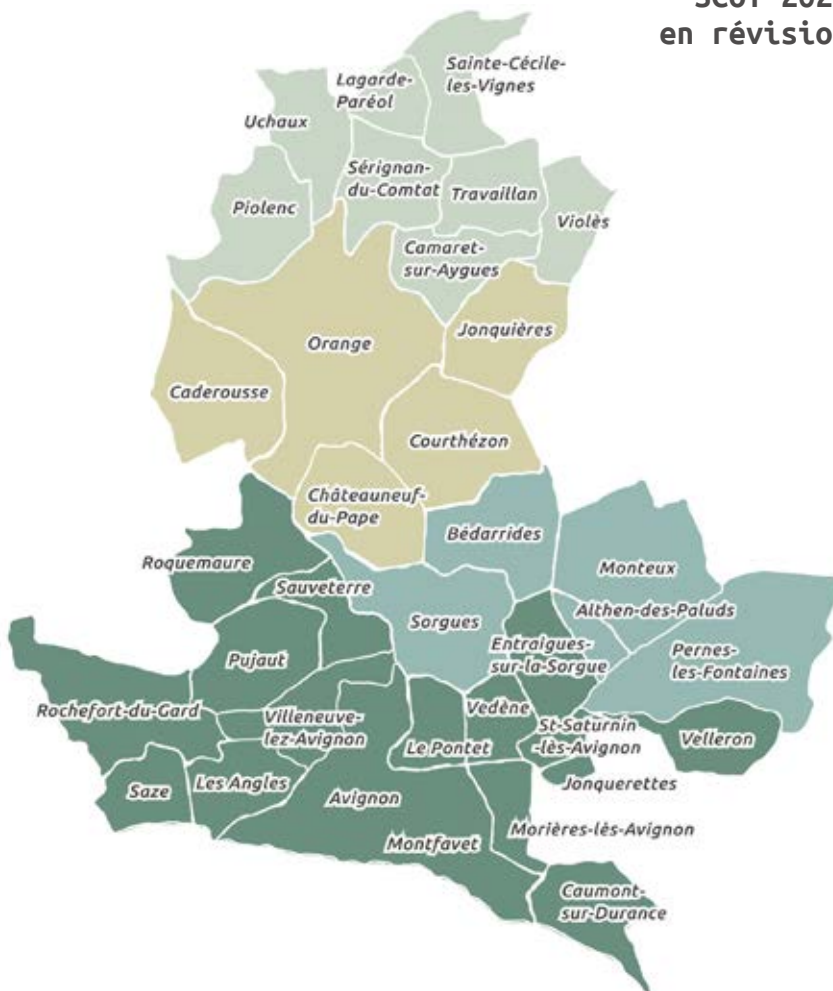 SCOT 202
en révisio
Sainte-Cécile-
les-Vignes
Lagarde-
Paréol
Uchaux
Sérignan-
du-Comtat
Travaillan
Piolenc
Violès
Camaret-
sur-Aygues
Orange
Jonquières
Caderousse
Courthézon
Châteauneuf-
du-Pape
Bédarrides
Roquemaure
Monteux
Sauveterre
Althen-des-Paluds
Sorgues
Entraigues-
sur-la-Sorgue
Pernes-
les-Fontaines
Pujaut
Rochefort-du-Gard
Villeneuve-
lez-Avignon
Vedène
St-Saturnin
-lès-Avignon
Velleron
Le Pontet
Saze
Les Angles
Jonquerettes
Avignon
Morières-lès-Avignon
Montfavet
Caumont-
sur-Durance